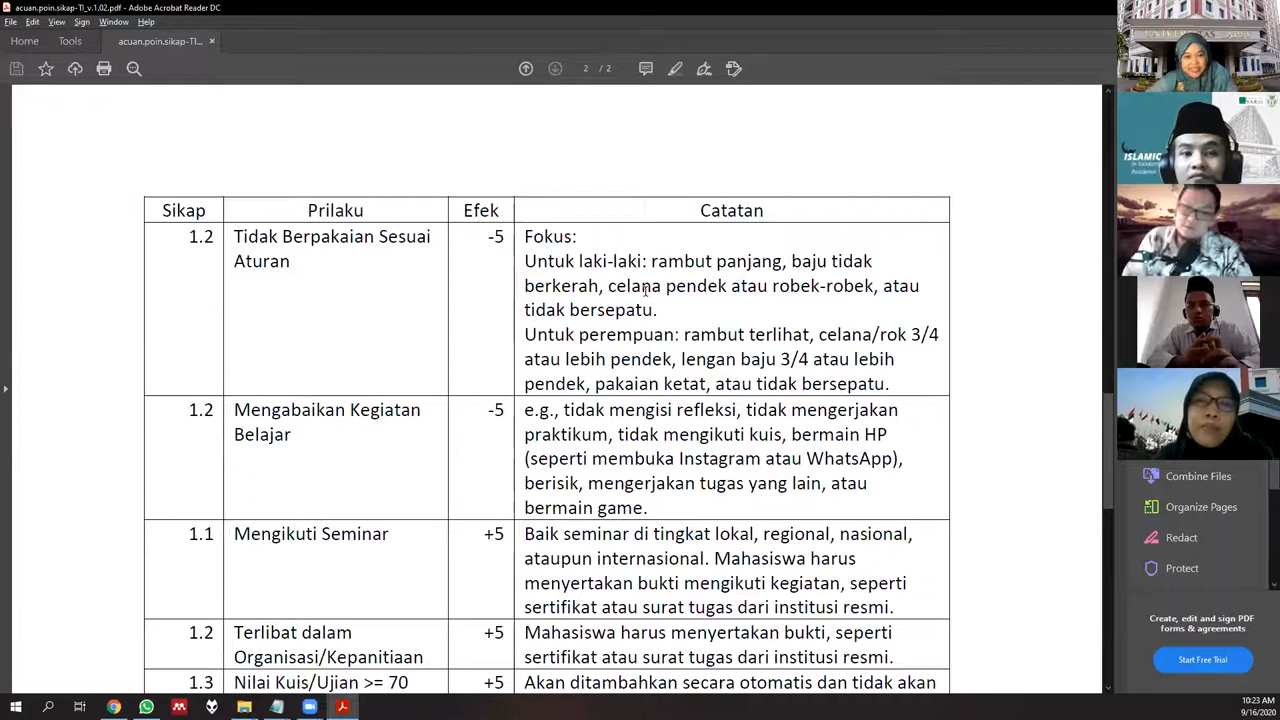 acuan.poin.sikap-TI_v.1.02.pdf - Adobe Acrobat Reader DC
File Edit View Sign Window Help
Home Tools acuan.poin.sikap-TI... ×
2 / 2
Sikap Prilaku Efek Catatan
1.2 Tidak Berpakaian Sesuai Aturan -5 Fokus:
Untuk laki-laki: rambut panjang, baju tidak
berkerah, celana pendek atau robek-robek, atau
tidak bersepatu.
Untuk perempuan: rambut terlihat, celana/rok 3/4
atau lebih pendek, lengan baju 3/4 atau lebih
pendek, pakaian ketat, atau tidak bersepatu.
1.2 Mengabaikan Kegiatan Belajar -5 e.g., tidak mengisi refleksi, tidak mengerjakan
praktikum, tidak mengikuti kuis, bermain HP
(seperti membuka Instagram atau WhatsApp),
berisik, mengerjakan tugas yang lain, atau
bermain game.
1.1 Mengikuti Seminar +5 Baik seminar di tingkat lokal, regional, nasional,
ataupun internasional. Mahasiswa harus
menyertakan bukti mengikuti kegiatan, seperti
sertifikat atau surat tugas dari institusi resmi.
1.2 Terlibat dalam Organisasi/Kepanitiaan +5 Mahasiswa harus menyertakan bukti, seperti
sertifikat atau surat tugas dari institusi resmi.
1.3 Nilai Kuis/Ujian >= 70 +5 Akan ditambahkan secara otomatis dan tidak akan
UNIVERSITAS
YARSI
ISLAMIC
Combine Files
Organize Pages
Redact
Protect
Create, edit and sign PDF
forms & agreements
Start Free Trial
10:23 AM
9/16/2020